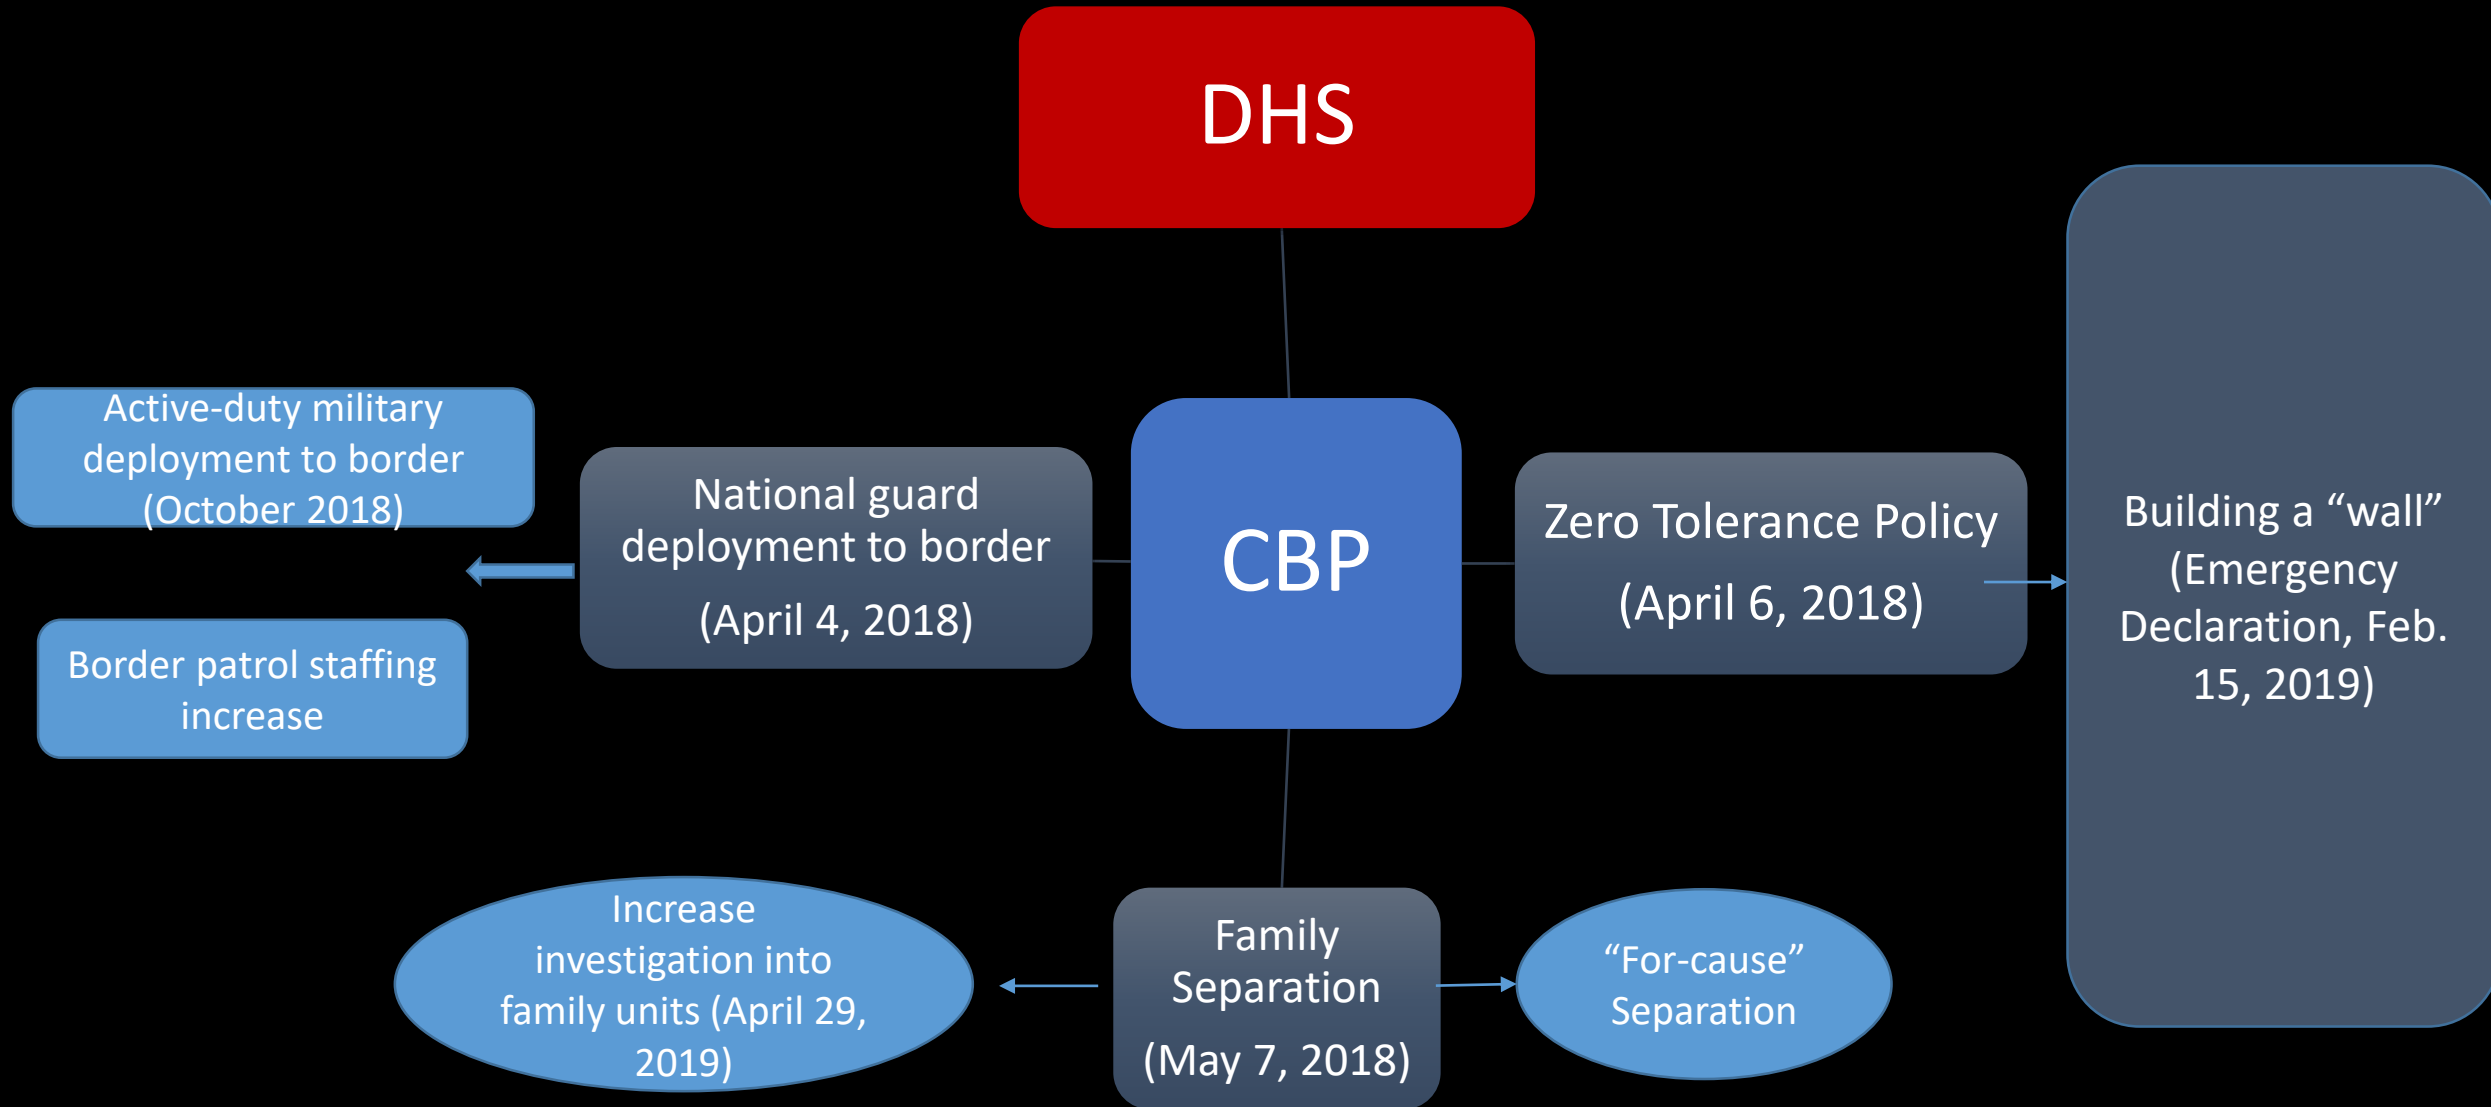 DHS
Active-duty military
deployment to border
(October 2018)
Border patrol staffing
increase
National guard
deployment to border
(April 4, 2018)
CBP
Zero Tolerance Policy
(April 6, 2018)
Building a “wall”
(Emergency
Declaration, Feb.
15, 2019)
Increase
investigation into
family units (April 29,
2019)
Family
Separation
(May 7, 2018)
“For-cause”
Separation